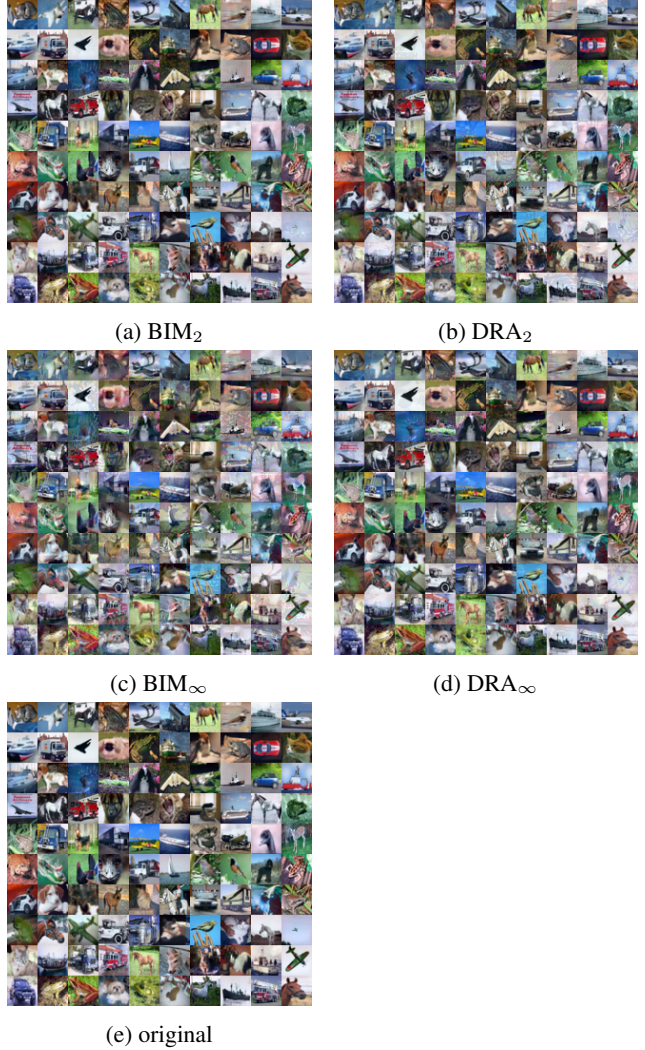 (a) BIM₂
(b) DRA₂
(c) BIM∞
(d) DRA∞
(e) original